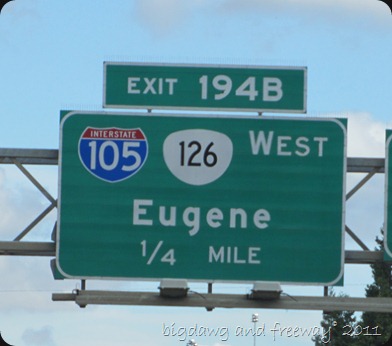 EXIT 194B
INTERSTATE
105 126 WEST
Eugene
1/4 MILE
bigdawg and freeway 2011